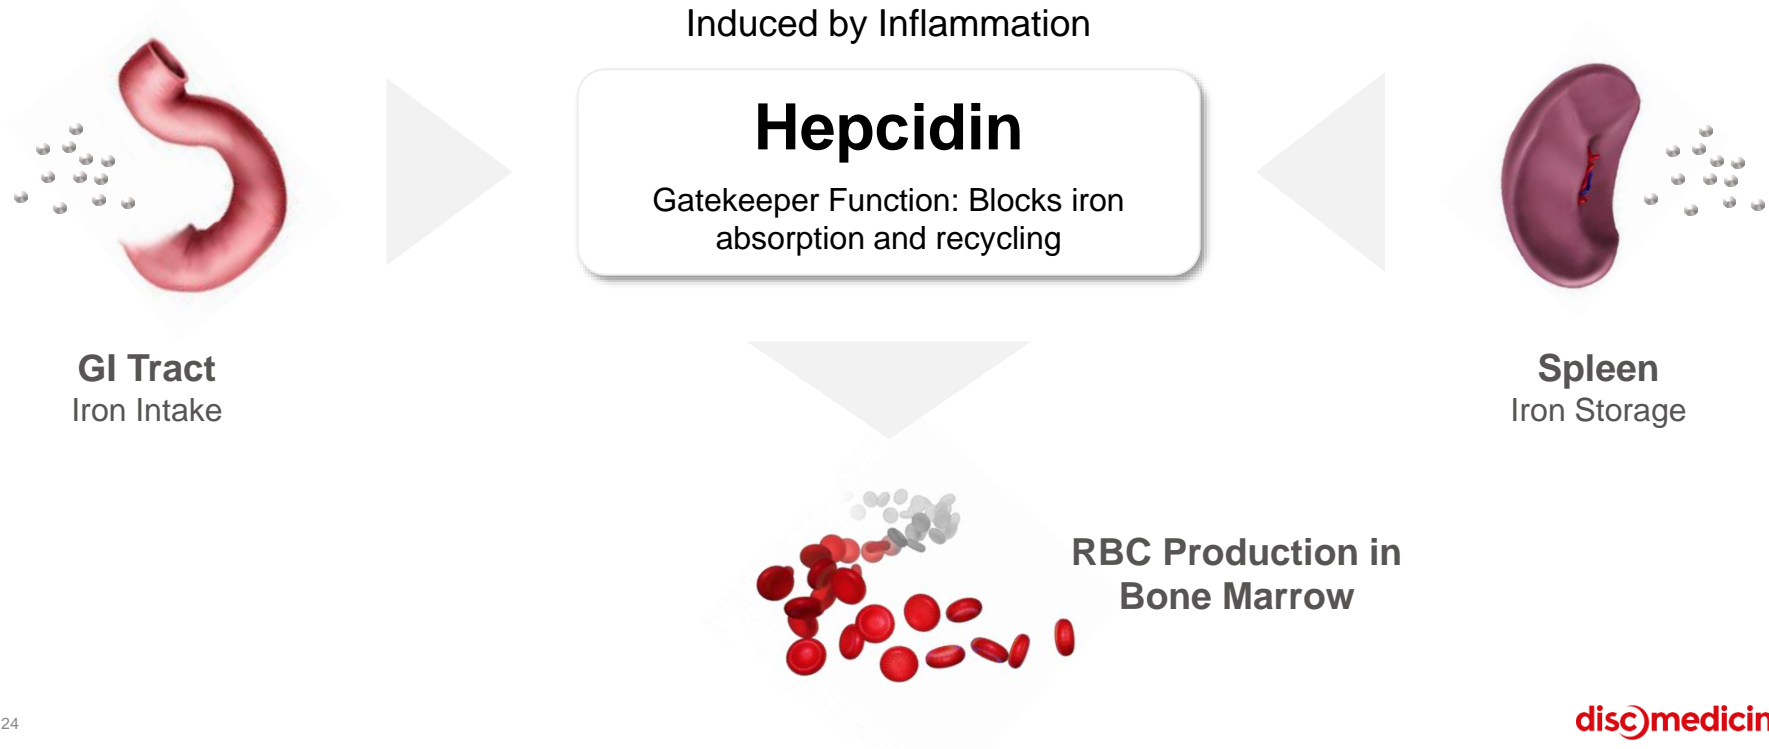 Induced by Inflammation
Hepcidin
Gatekeeper Function: Blocks iron
absorption and recycling
GI Tract
Iron Intake
Spleen
Iron Storage
RBC Production in
Bone Marrow
24
disc medicin